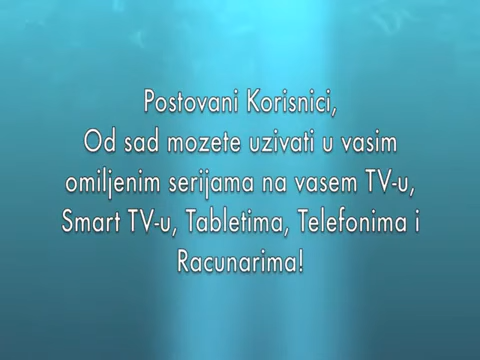 Postovani Korisnici,
Od sad mozete uzivati u vasim
omiljenim serijama na vasem TV-u,
Smart TV-u, Tabletima, Telefonima i
Racunarima!